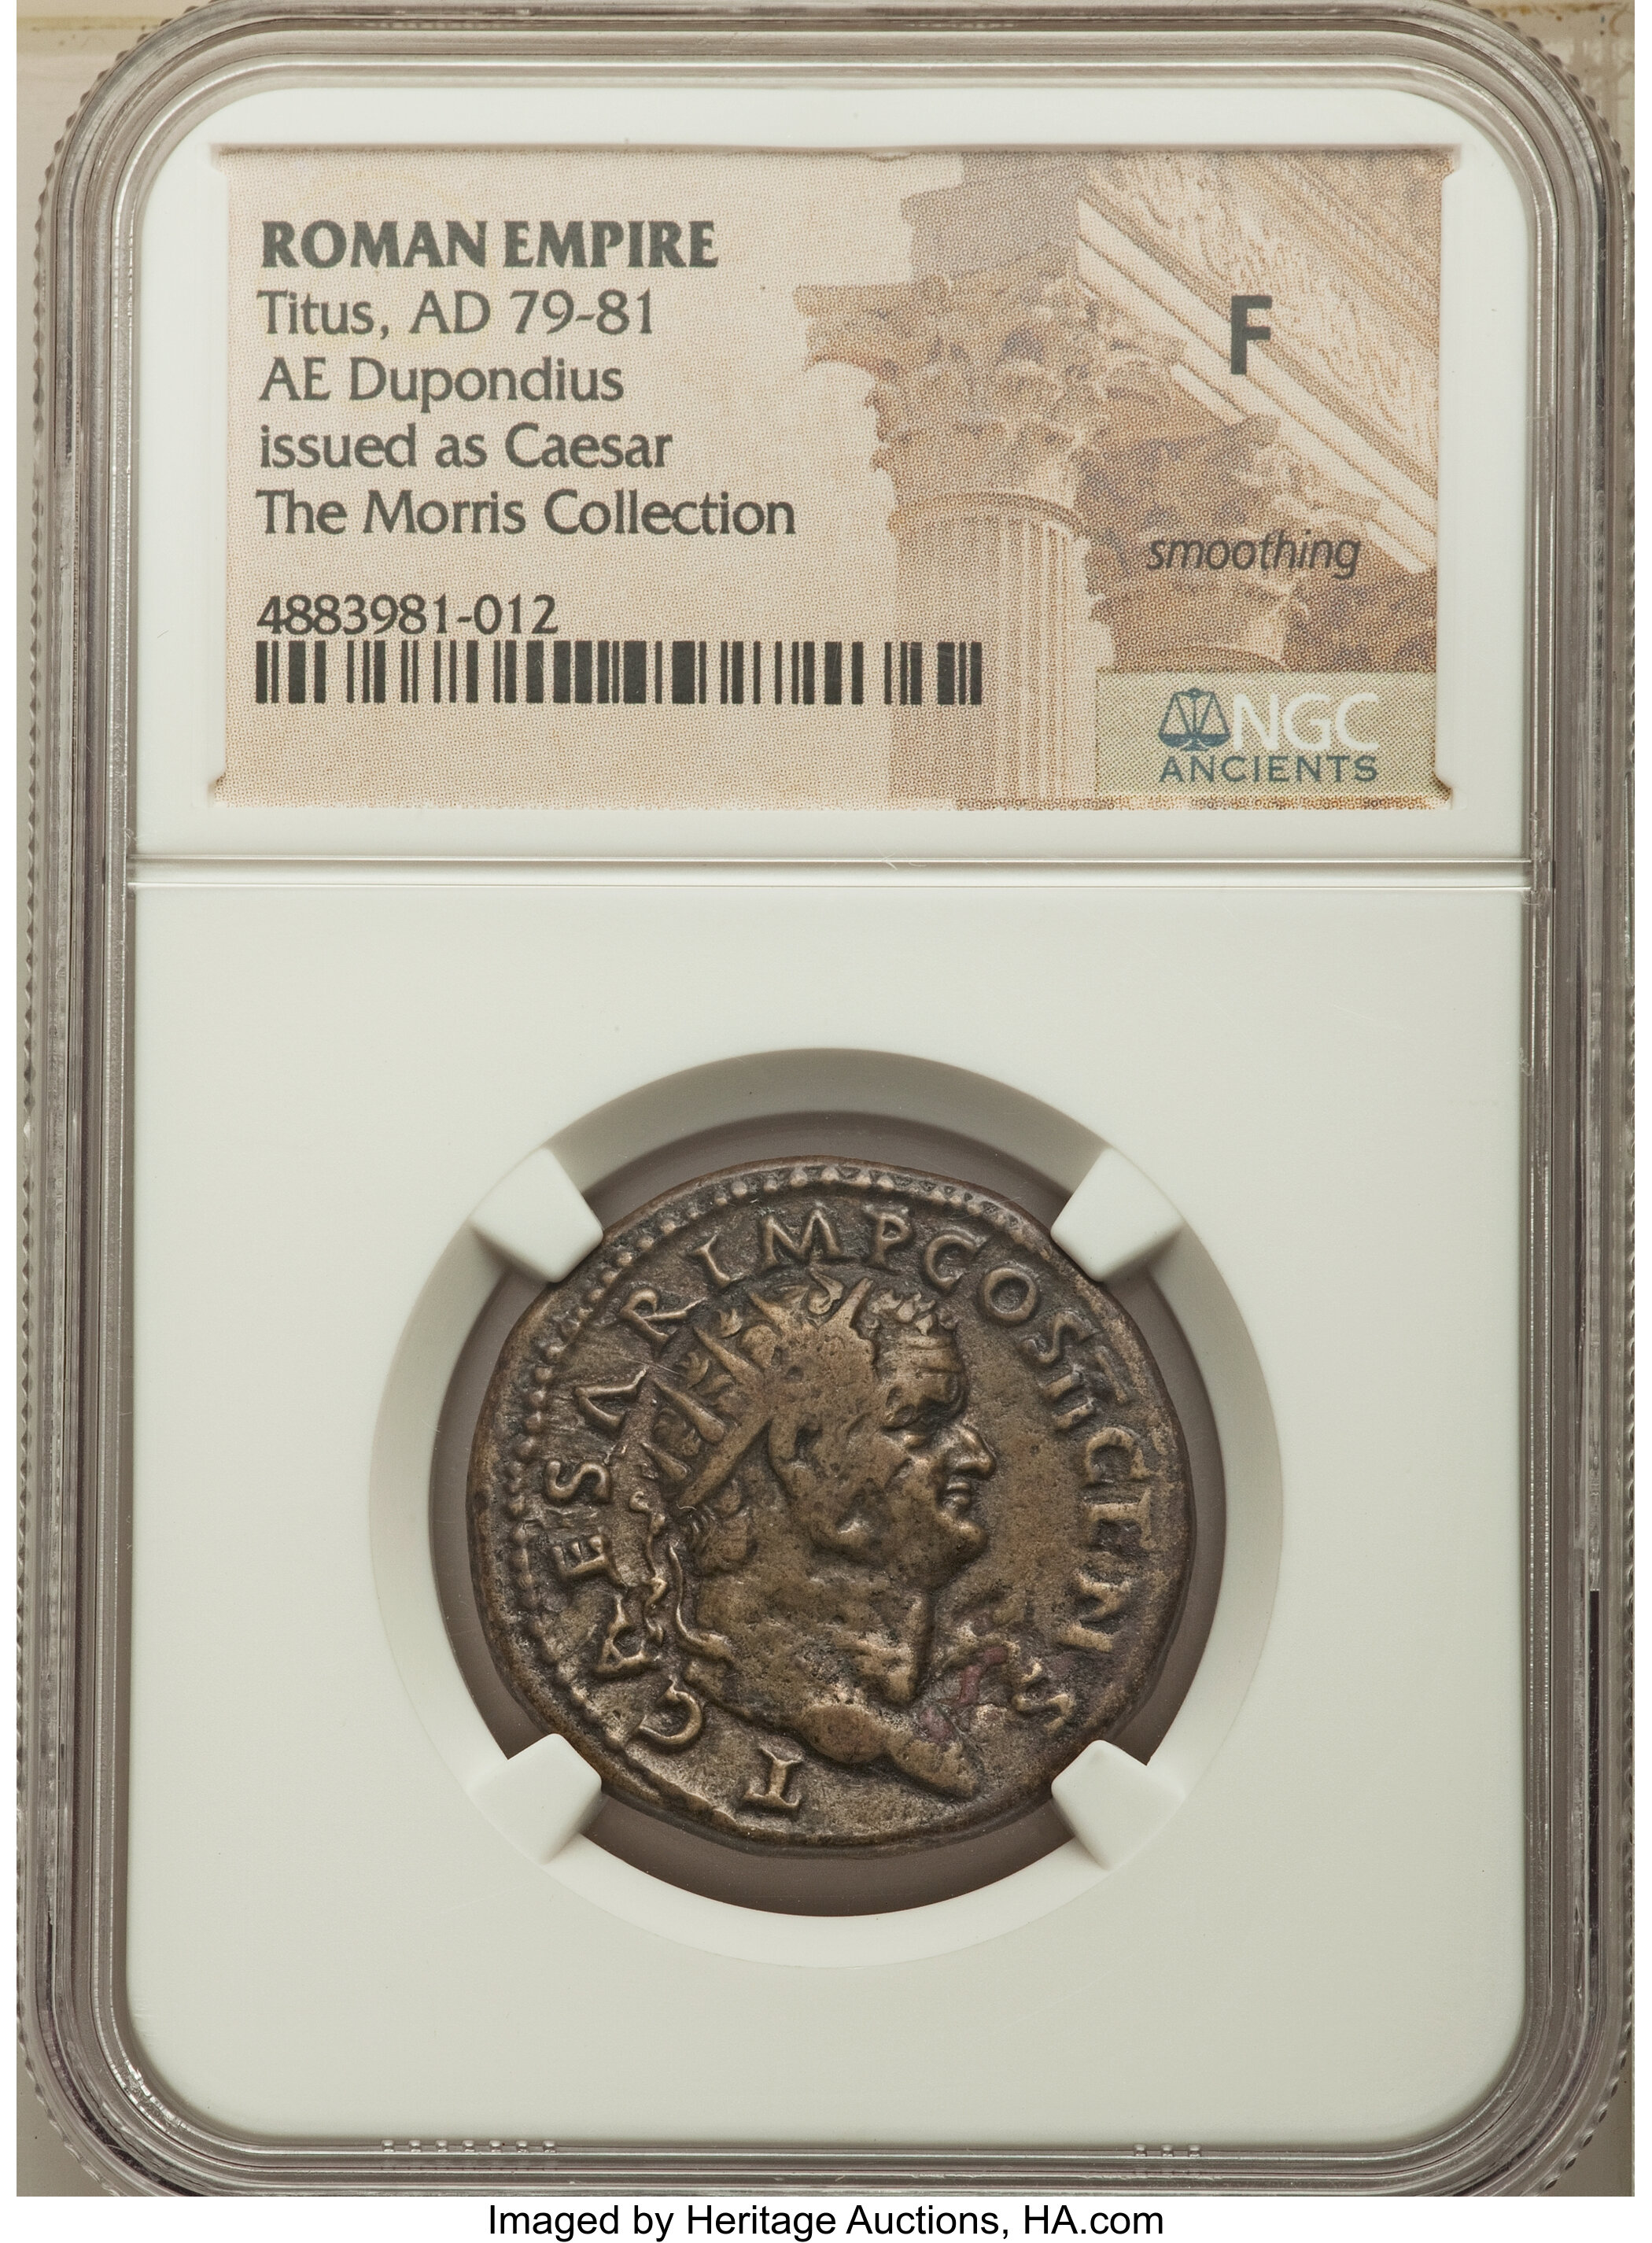 ROMAN EMPIRE
Titus, AD 79-81
AE Dupondius
issued as Caesar
The Morris Collection
4883981-012
F
smoothing
NGC
ANCIENTS
T CAESAR IMP COS II CENS
Imaged by Heritage Auctions, HA.com